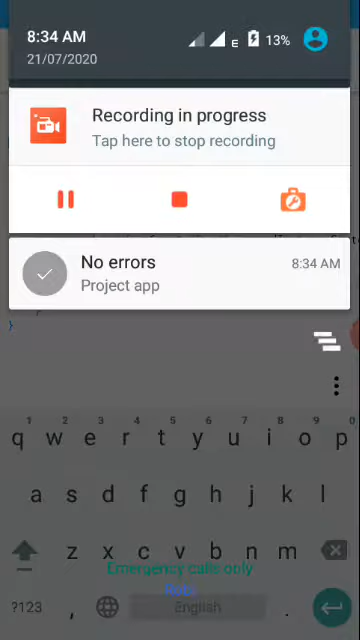 8:34 AM
E
13%
21/07/2020
Recording in progress
Tap here to stop recording
No errors
8:34 AM
Project app
}
1 2 3 4 5 6 7 8 9 0
q w e r t y u i o p
a s d f g h j k l
z x c v b n m
Emergency calls only
?123 , English .